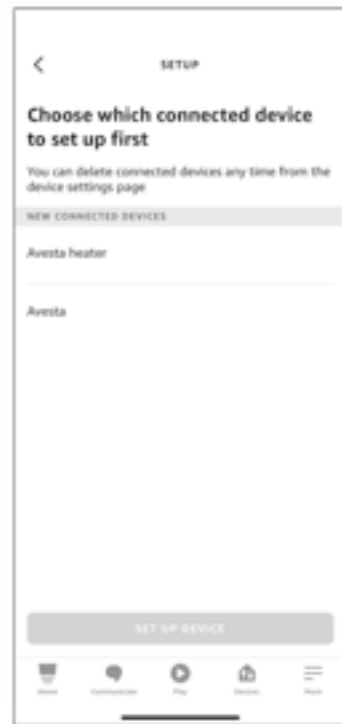 SETUP
Choose which connected device
to set up first
You can delete connected devices any time from the
device settings page
NEW CONNECTED DEVICES
Avesta heater
Avesta
SET UP DEVICE
Home Communicate Play Devices More